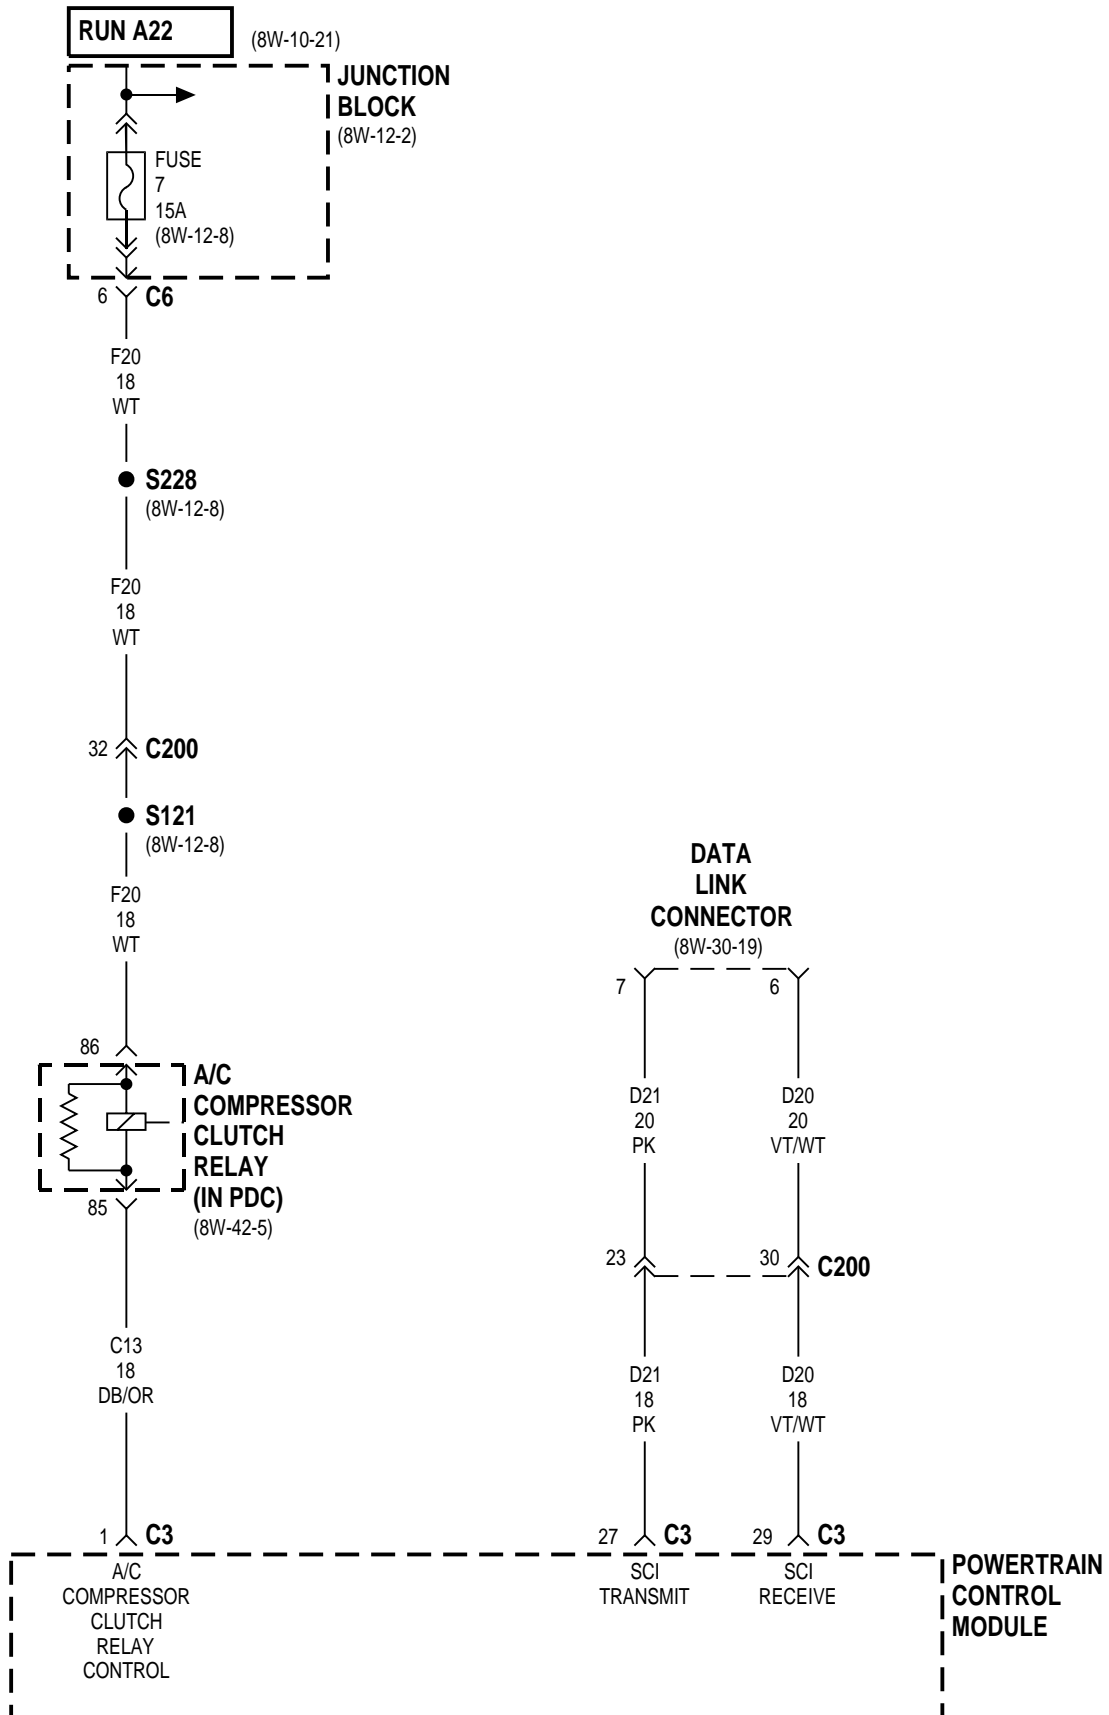 RUN A22
(8W-10-21)
JUNCTION
BLOCK
(8W-12-2)
FUSE
7
15A
(8W-12-8)
6
C6
F20
18
WT
S228
(8W-12-8)
F20
18
WT
32
C200
S121
(8W-12-8)
F20
18
WT
86
A/C
COMPRESSOR
CLUTCH
RELAY
(IN PDC)
(8W-42-5)
85
C13
18
DB/OR
1
C3
DATA
LINK
CONNECTOR
(8W-30-19)
7
6
D21
20
PK
D20
20
VT/WT
23
30
C200
D21
18
PK
D20
18
VT/WT
27
C3
29
C3
A/C
COMPRESSOR
CLUTCH
RELAY
CONTROL
SCI
TRANSMIT
SCI
RECEIVE
POWERTRAIN
CONTROL
MODULE